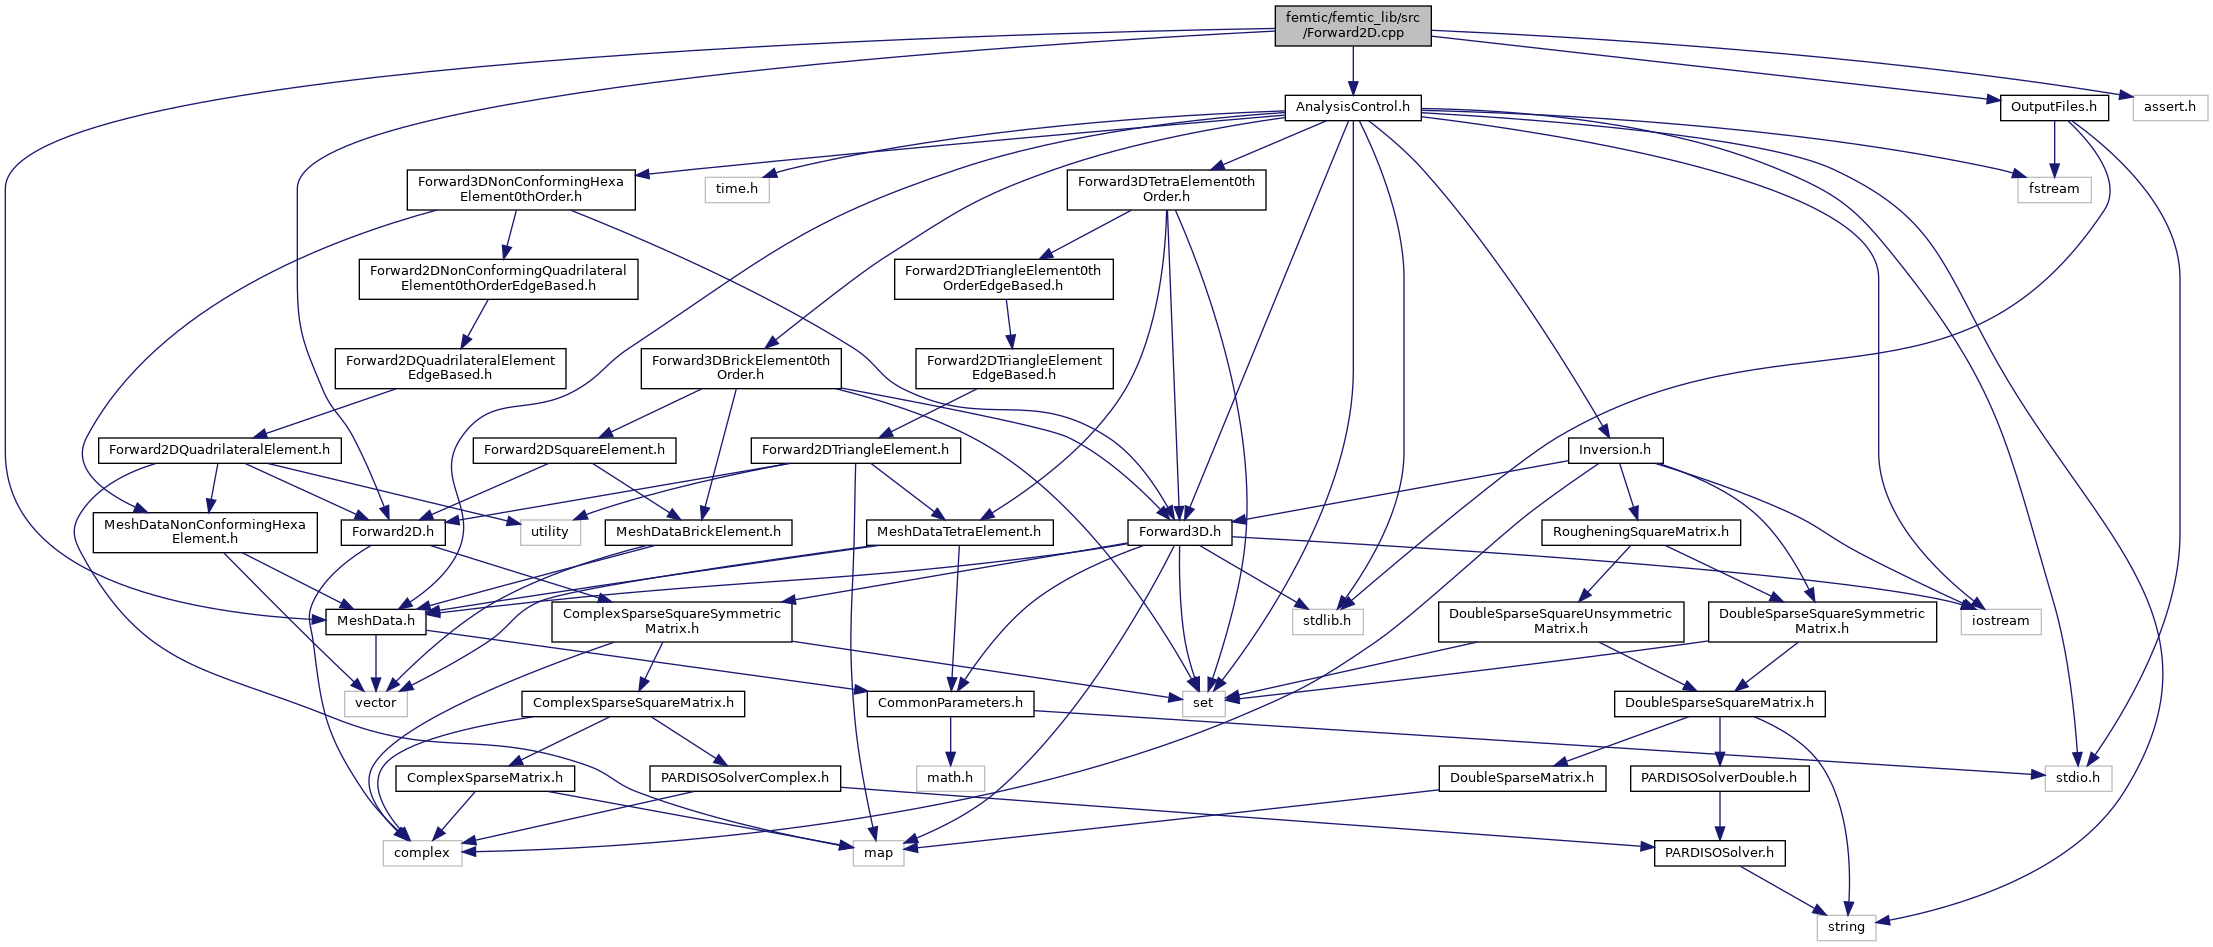 femtic/femtic_lib/src
/Forward2D.cpp
AnalysisControl.h
OutputFiles.h
assert.h
Forward3DNonConformingHexa
Element0thOrder.h
time.h
Forward3DTetraElement0th
Order.h
fstream
Forward2DNonConformingQuadrilateral
Element0thOrderEdgeBased.h
Forward2DTriangleElement0th
OrderEdgeBased.h
Forward2DQuadrilateralElement
EdgeBased.h
Forward3DBrickElement0th
Order.h
Forward2DTriangleElement
EdgeBased.h
Forward2DQuadrilateralElement.h
Forward2DSquareElement.h
Forward2DTriangleElement.h
Inversion.h
MeshDataNonConformingHexa
Element.h
Forward2D.h
utility
MeshDataBrickElement.h
MeshDataTetraElement.h
Forward3D.h
RougheningSquareMatrix.h
MeshData.h
ComplexSparseSquareSymmetric
Matrix.h
stdlib.h
DoubleSparseSquareUnsymmetric
Matrix.h
DoubleSparseSquareSymmetric
Matrix.h
iostream
vector
ComplexSparseSquareMatrix.h
CommonParameters.h
set
DoubleSparseSquareMatrix.h
ComplexSparseMatrix.h
PARDISOSolverComplex.h
math.h
DoubleSparseMatrix.h
PARDISOSolverDouble.h
stdio.h
complex
map
PARDISOSolver.h
string